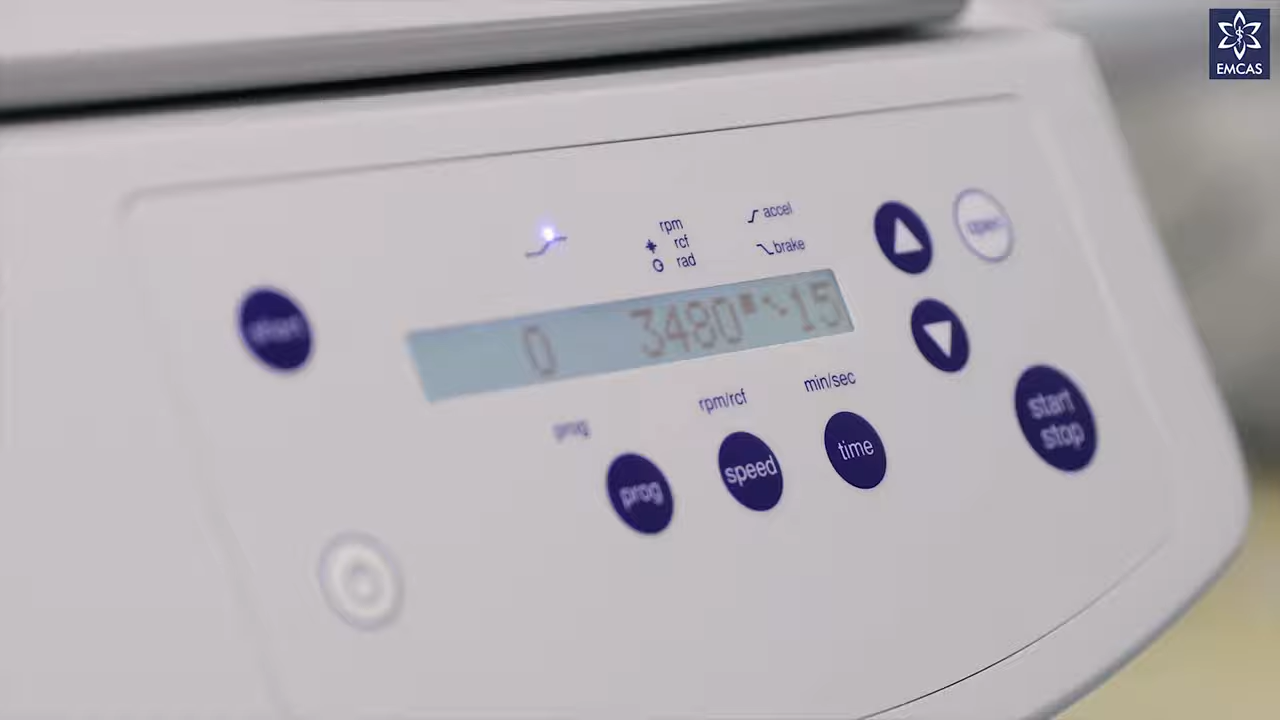 EMCAS
rpm
accel
rcf
brake
rad
open
short
0 3480 15
prog
rpm/rcf
min/sec
prog
speed
time
start
stop